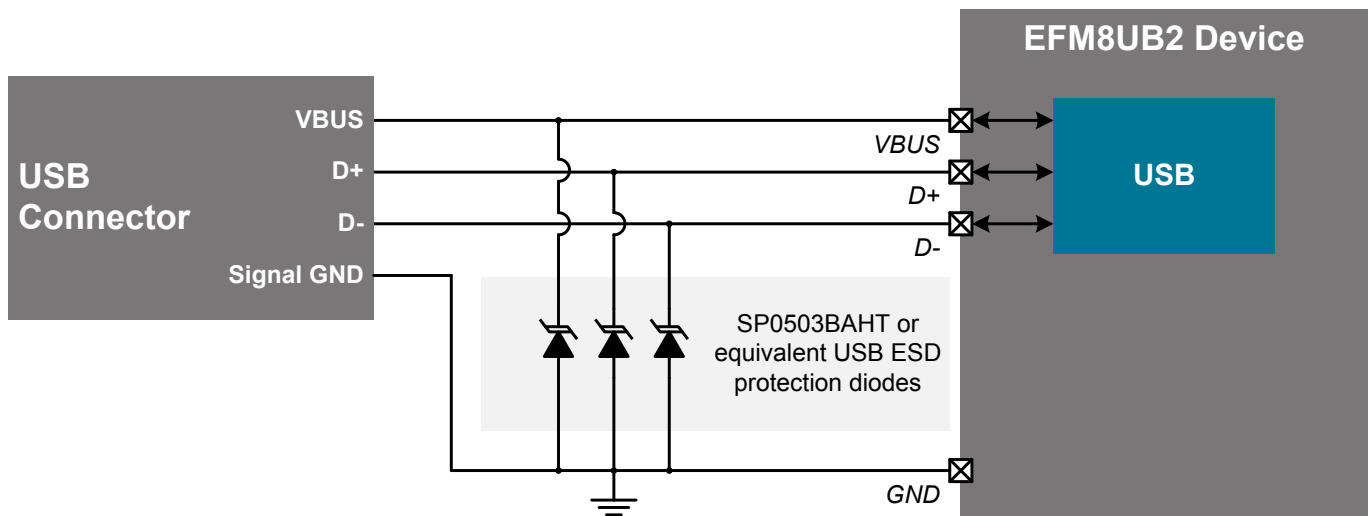 EFM8UB2 Device
USB
Connector
VBUS
D+
D-
Signal GND
VBUS
D+
D-
USB
SP0503BAHT or
equivalent USB ESD
protection diodes
GND